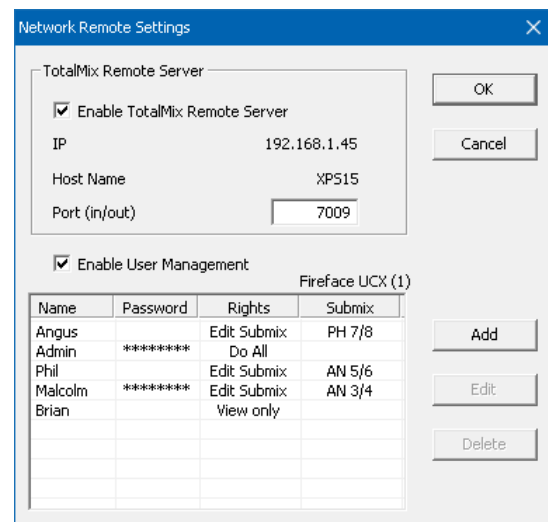 Network Remote Settings
TotalMix Remote Server
Enable TotalMix Remote Server
IP 192.168.1.45
Host Name XPS15
Port (in/out) 7009
OK
Cancel
Enable User Management
Fireface UCX (1)
Name Password Rights Submix
Angus Edit Submix PH 7/8
Admin ******** Do All
Phil Edit Submix AN 5/6
Malcolm ******** Edit Submix AN 3/4
Brian View only
Add
Edit
Delete